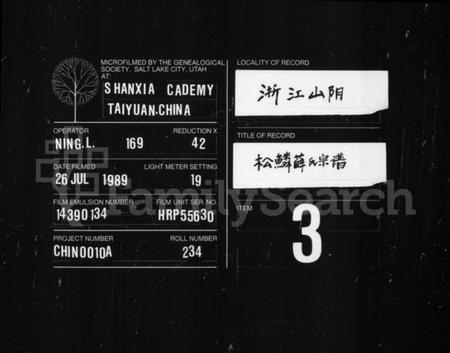 MICROFILMED BY THE GENEALOGICAL
SOCIETY, SALT LAKE CITY, UTAH
AT:
SHANXIA CADEMY
TAIYUAN.CHINA
OPERATOR REDUCTION X
NING.L. 169 42
DATE FILMED LIGHT METER SETTING
26 JUL 1989 19
FILM EMULSION NUMBER FILM UNIT SER. NO.
14390134 HRP55630
PROJECT NUMBER ROLL NUMBER
CHIN0010A 234
LOCALITY OF RECORD
浙江山阴
TITLE OF RECORD
松鳞薛氏宗谱
ITEM
3
FamilySearch